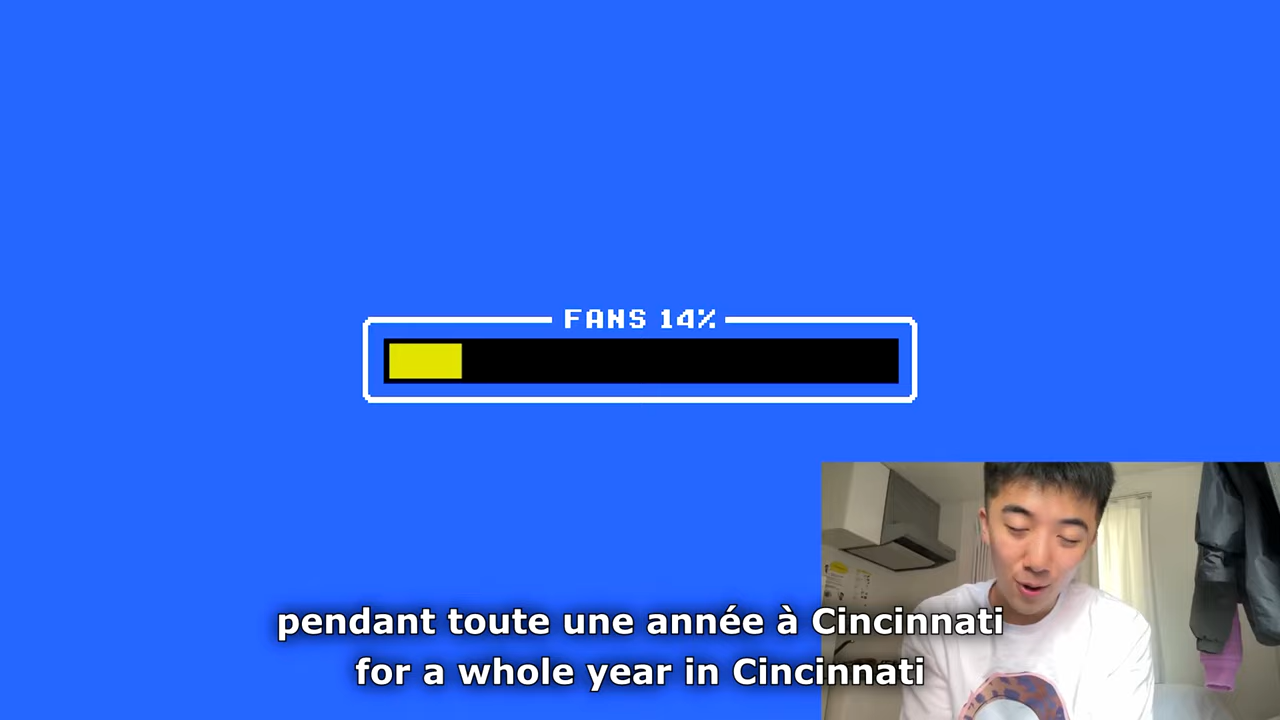 FANS 14%
pendant toute une année à Cincinnati
for a whole year in Cincinnati